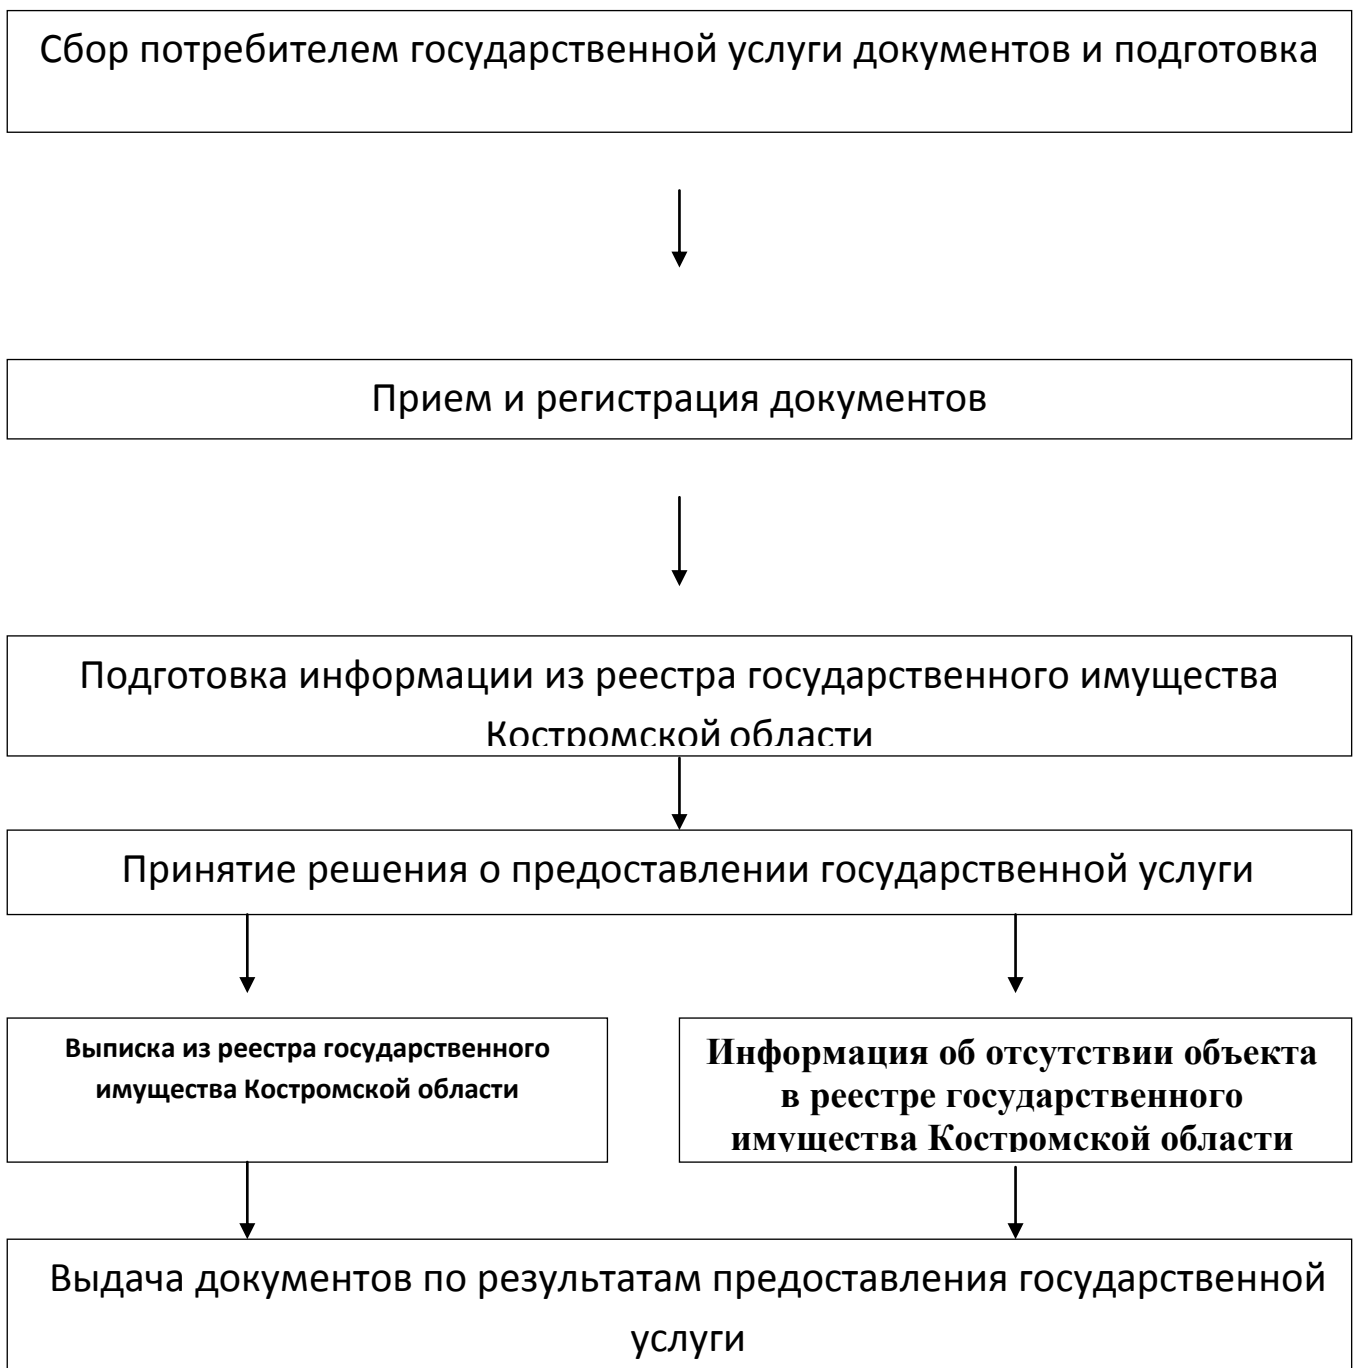 Сбор потребителем государственной услуги документов и подготовка
Прием и регистрация документов
Подготовка информации из реестра государственного имущества
Костромской области
Принятие решения о предоставлении государственной услуги
Выписка из реестра государственного
имущества Костромской области
Информация об отсутствии объекта
в реестре государственного
имущества Костромской области
Выдача документов по результатам предоставления государственной
услуги